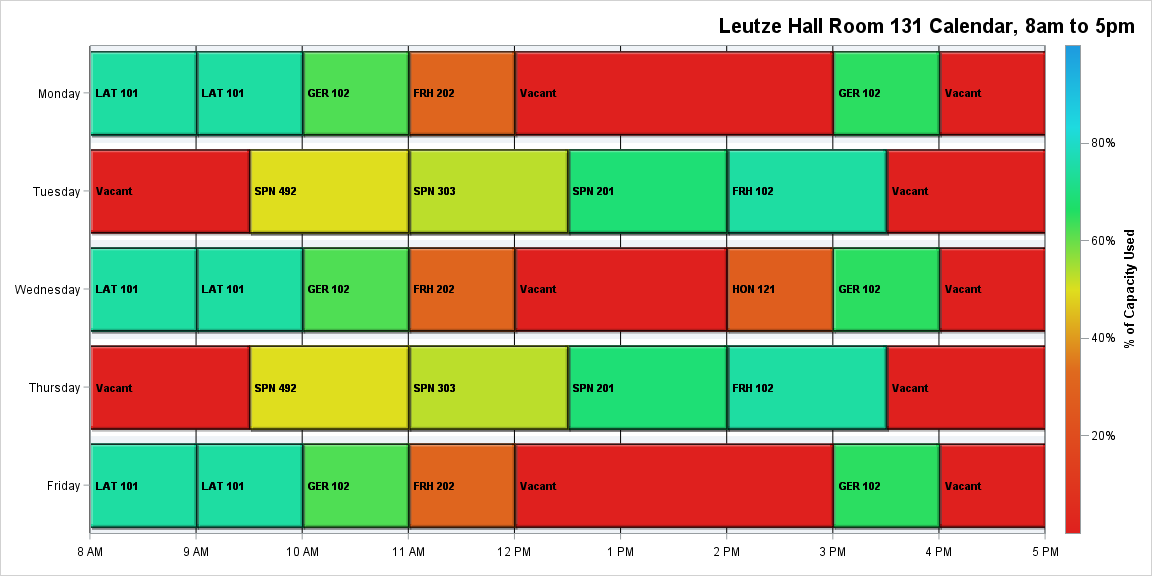 Leutze Hall Room 131 Calendar, 8am to 5pm
Monday
LAT 101
LAT 101
GER 102
FRH 202
Vacant
GER 102
Vacant
Tuesday
Vacant
SPN 492
SPN 303
SPN 201
FRH 102
Vacant
Wednesday
LAT 101
LAT 101
GER 102
FRH 202
Vacant
HON 121
GER 102
Vacant
Thursday
Vacant
SPN 492
SPN 303
SPN 201
FRH 102
Vacant
Friday
LAT 101
LAT 101
GER 102
FRH 202
Vacant
GER 102
Vacant
8 AM
9 AM
10 AM
11 AM
12 PM
1 PM
2 PM
3 PM
4 PM
5 PM
80%
60%
40%
20%
% of Capacity Used